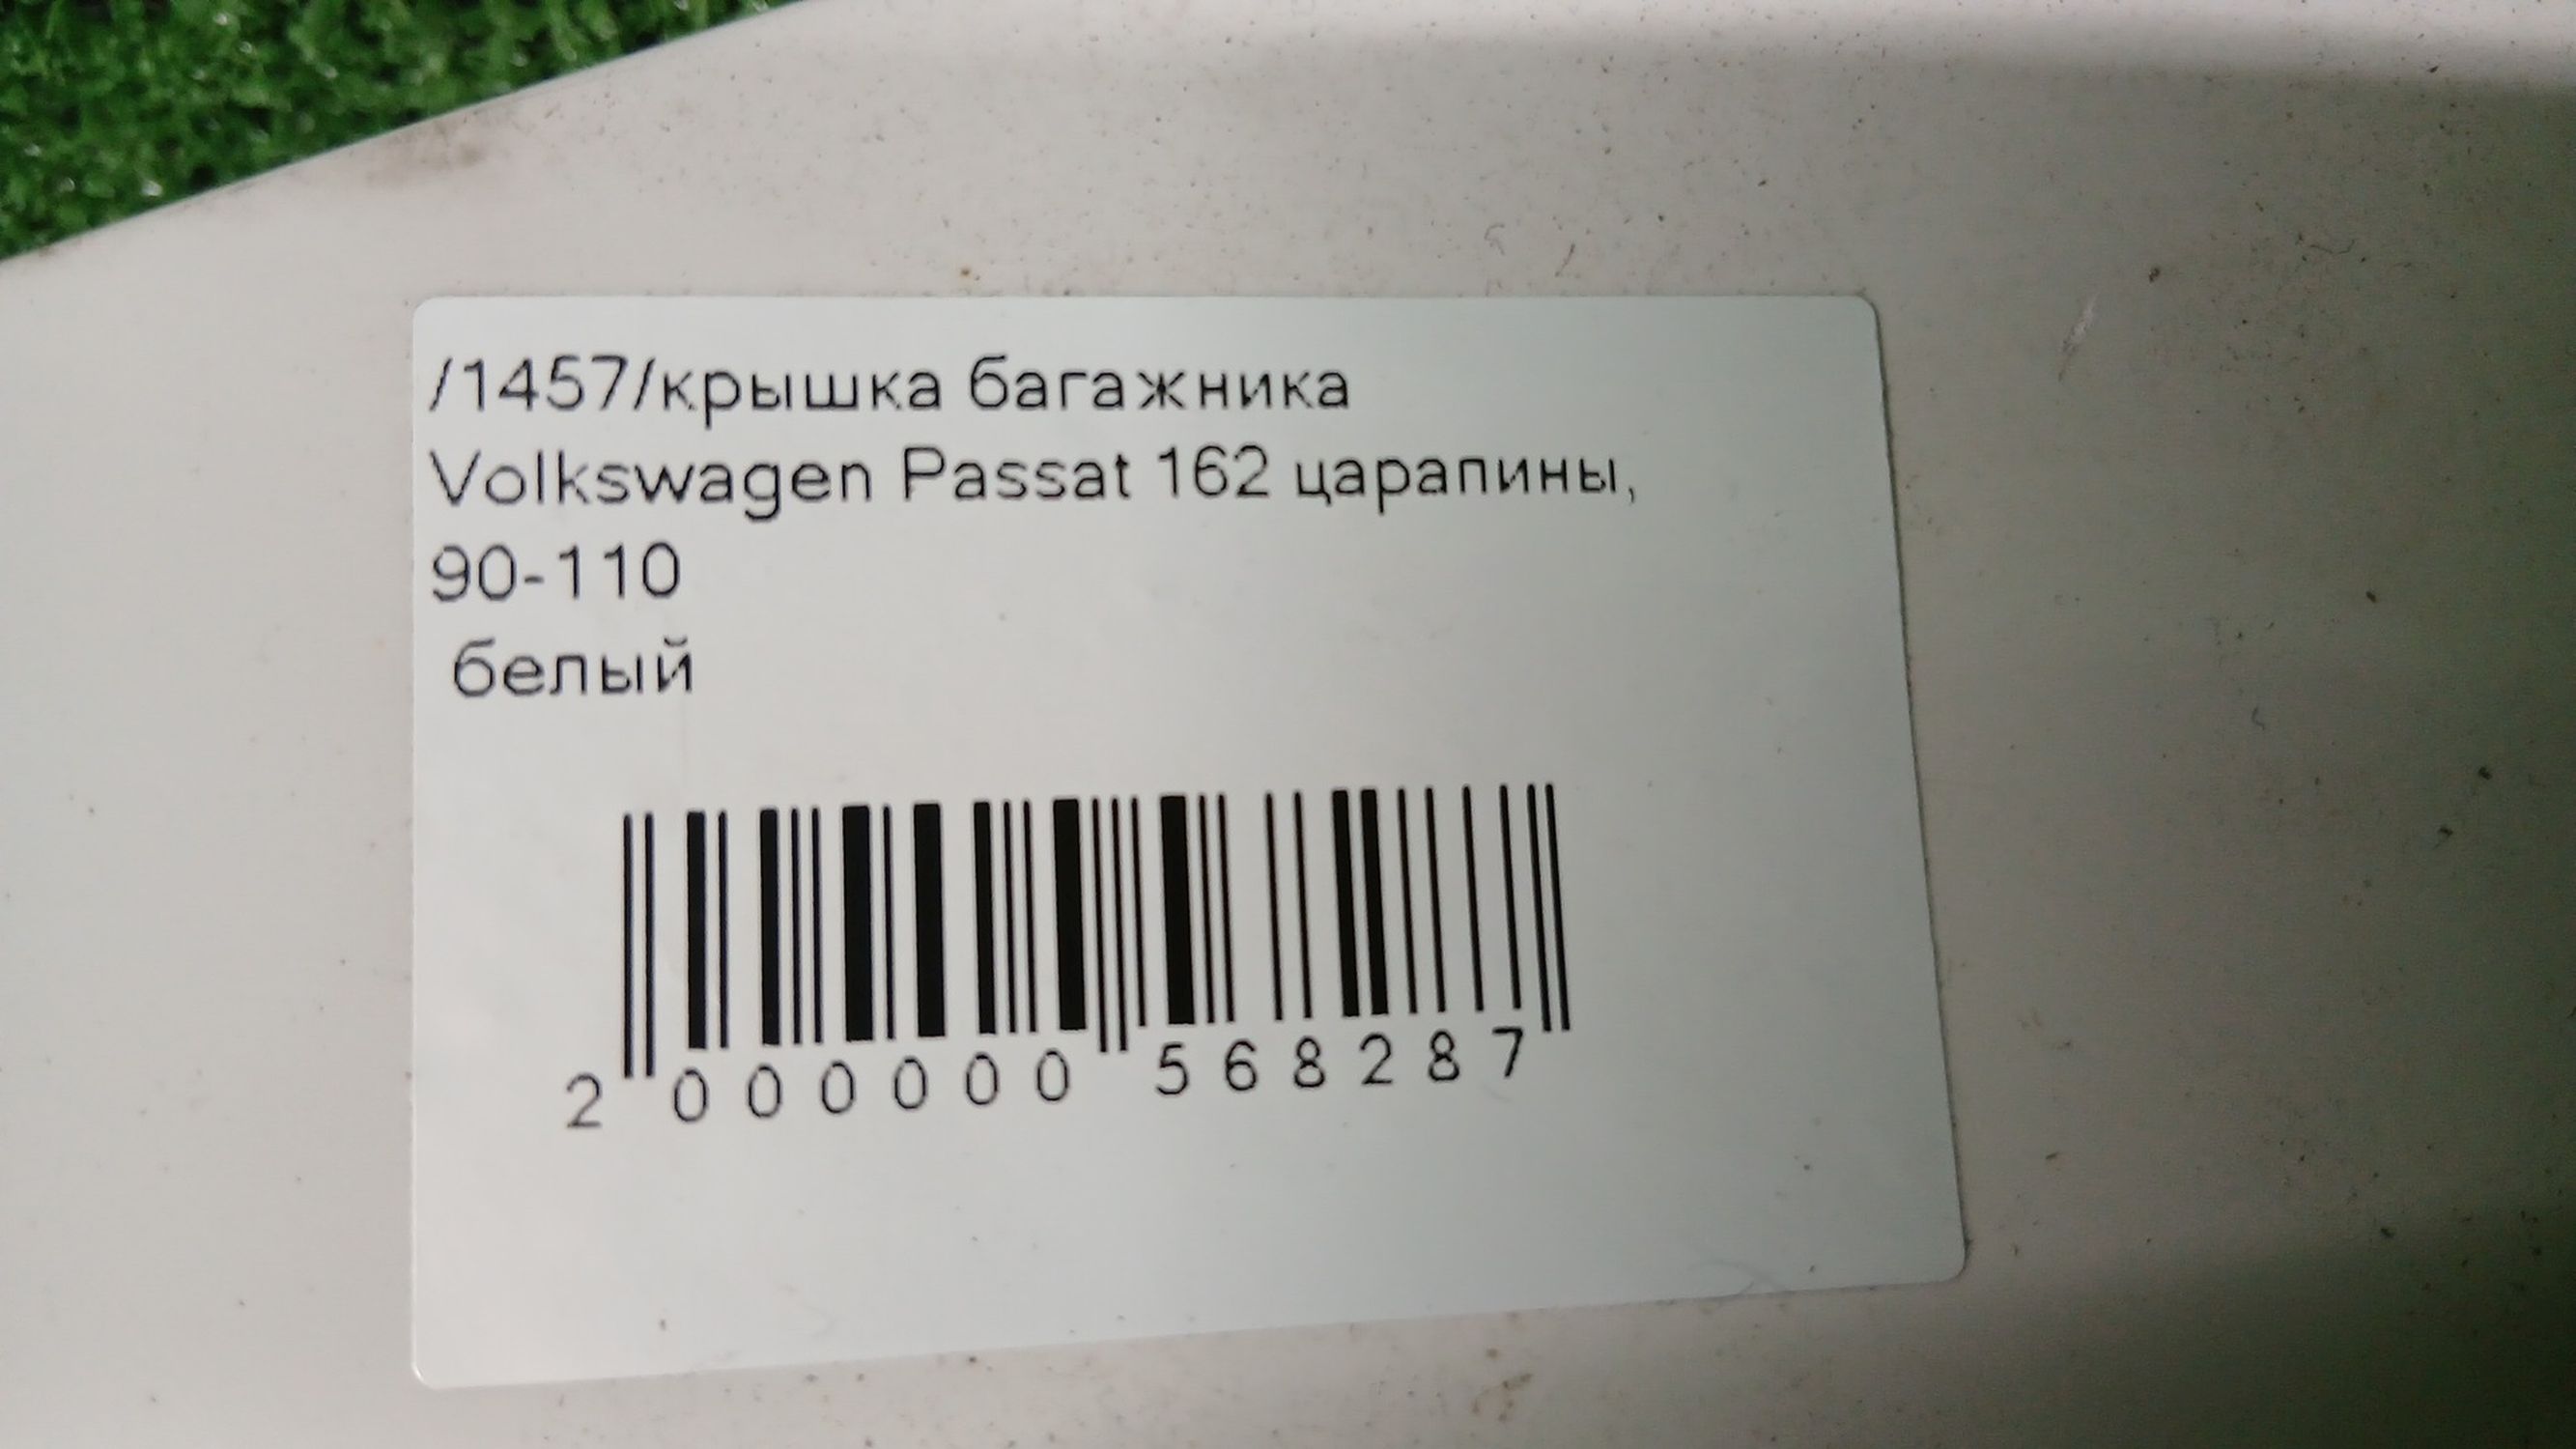 /1457/крышка багажника
Volkswagen Passat 162 царапины,
90-110
белый
2 000000 568287